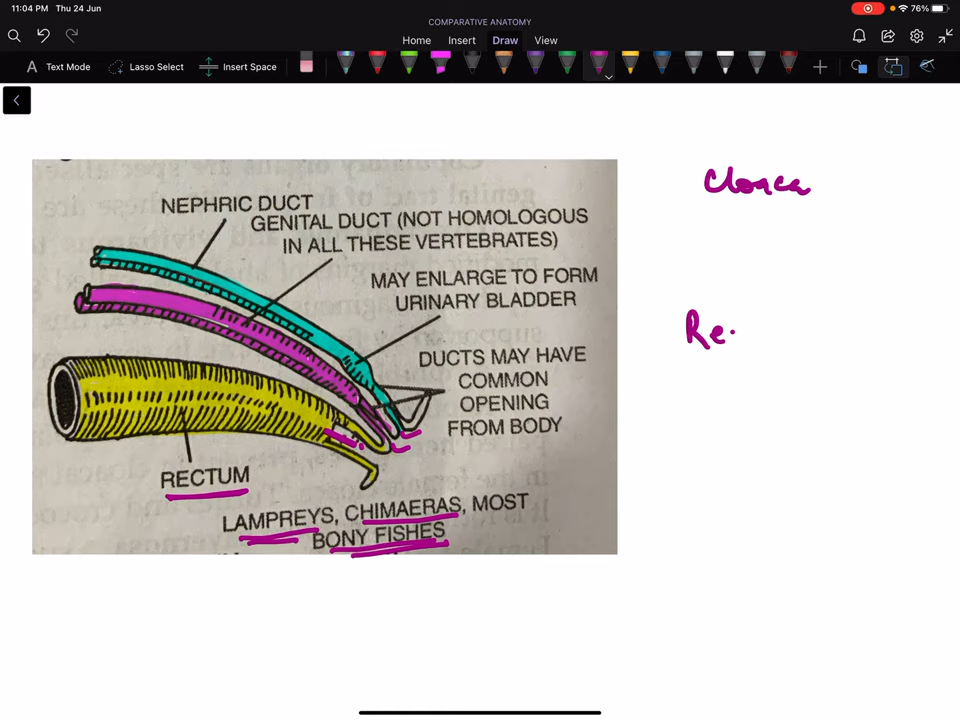 11:04 PM Thu 24 Jun
76%
COMPARATIVE ANATOMY
Home Insert Draw View
Text Mode Lasso Select Insert Space
NEPHRIC DUCT
GENITAL DUCT (NOT HOMOLOGOUS
IN ALL THESE VERTEBRATES)
MAY ENLARGE TO FORM
URINARY BLADDER
DUCTS MAY HAVE
COMMON
OPENING
FROM BODY
RECTUM
LAMPREYS, CHIMAERAS, MOST
BONY FISHES
Cloaca
Re